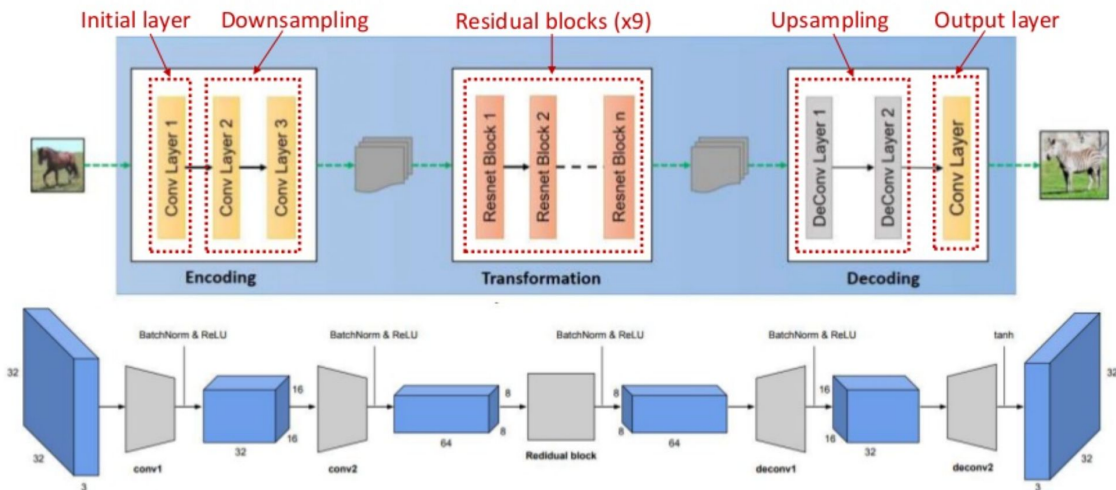 Initial layer
Downsampling
Residual blocks (x9)
Upsampling
Output layer
Conv Layer 1
Conv Layer 2
Conv Layer 3
Resnet Block 1
Resnet Block 2
Resnet Block n
DeConv Layer 1
DeConv Layer 2
Conv Layer
Encoding
Transformation
Decoding
BatchNorm & ReLU
BatchNorm & ReLU
BatchNorm & ReLU
BatchNorm & ReLU
tanh
32
32
3
conv1
16
16
32
conv2
8
8
64
Redidual block
8
8
64
deconv1
16
16
32
deconv2
32
32
3